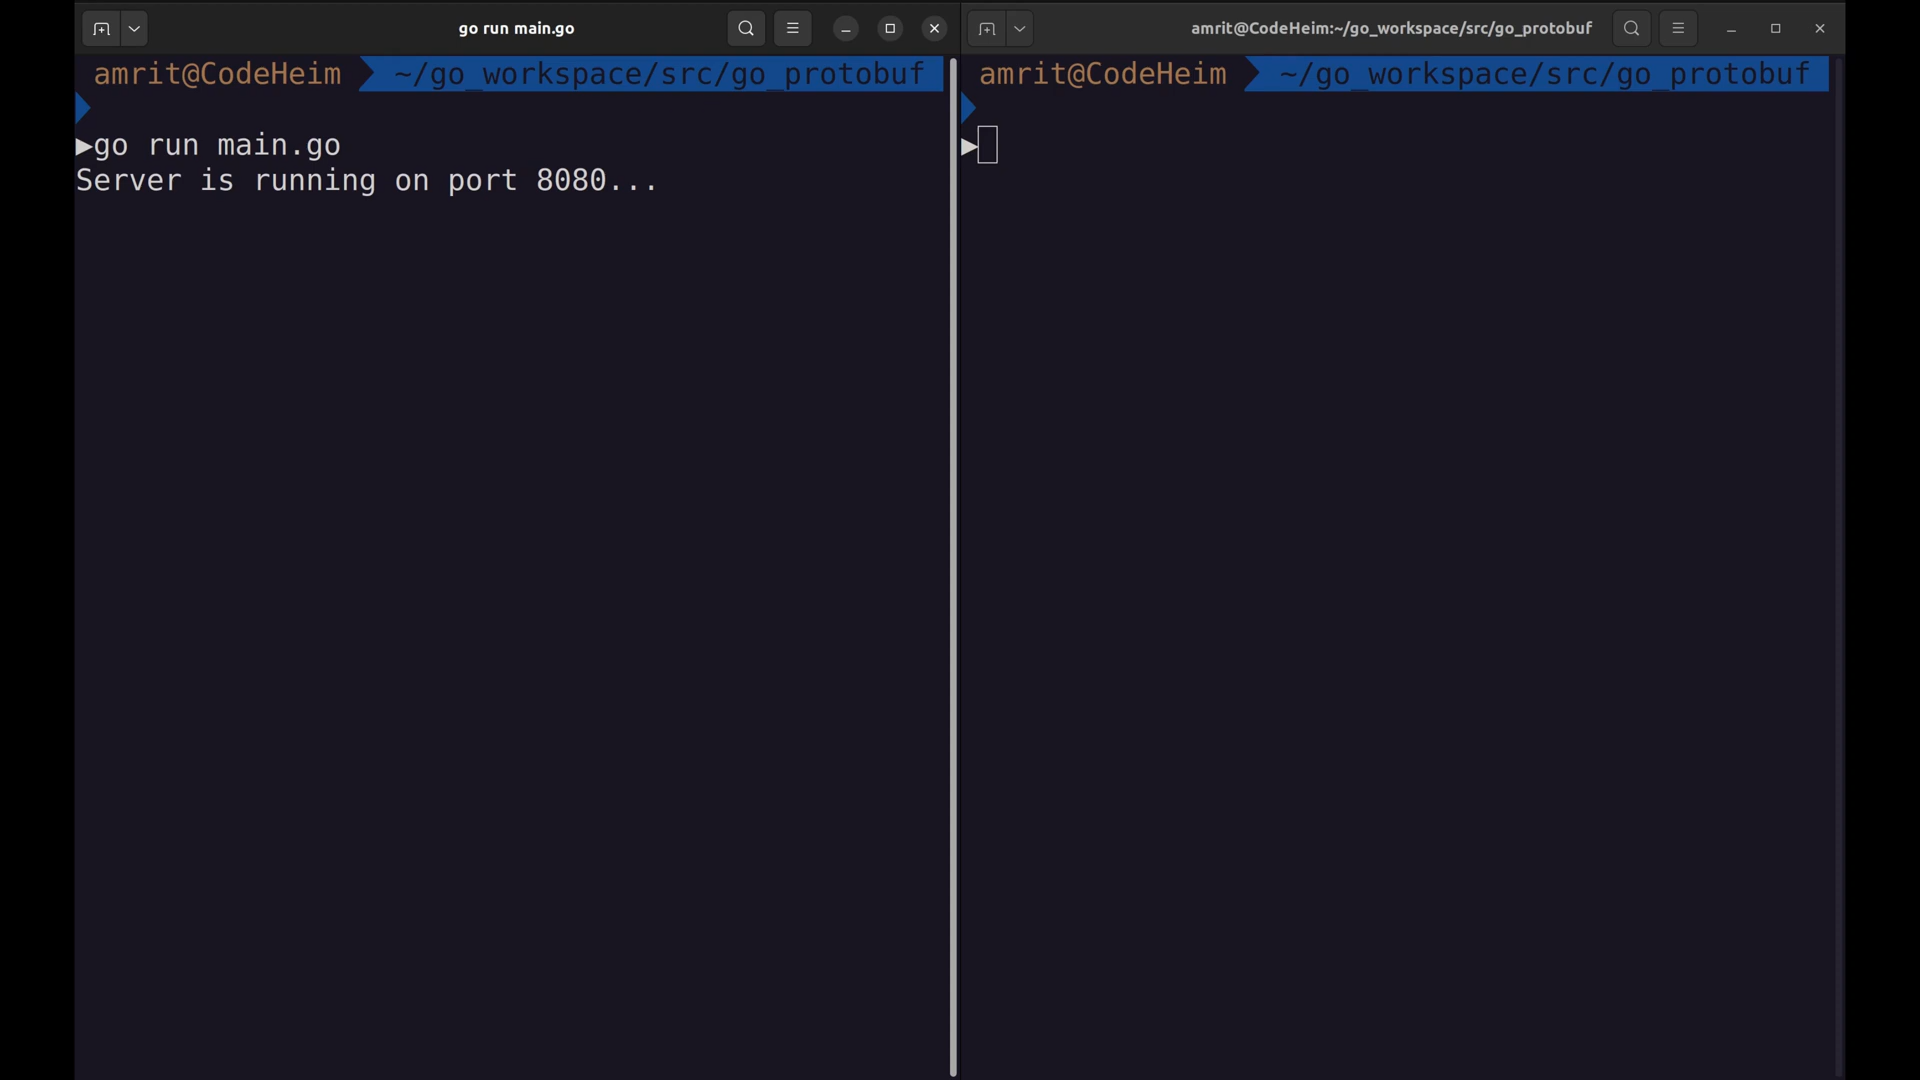 go run main.go
amrit@CodeHeim ~/go_workspace/src/go_protobuf
▶go run main.go
Server is running on port 8080...
amrit@CodeHeim:~/go_workspace/src/go_protobuf
amrit@CodeHeim ~/go_workspace/src/go_protobuf
▶